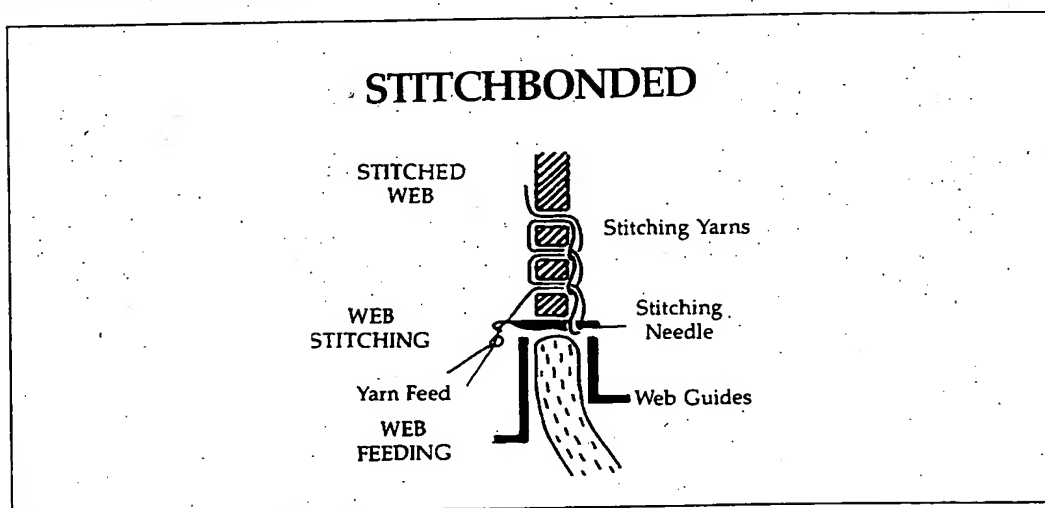 STITCHBONDED
STITCHED
WEB
Stitching Yarns
WEB
STITCHING
Stitching
Needle
Yarn Feed
Web Guides
WEB
FEEDING